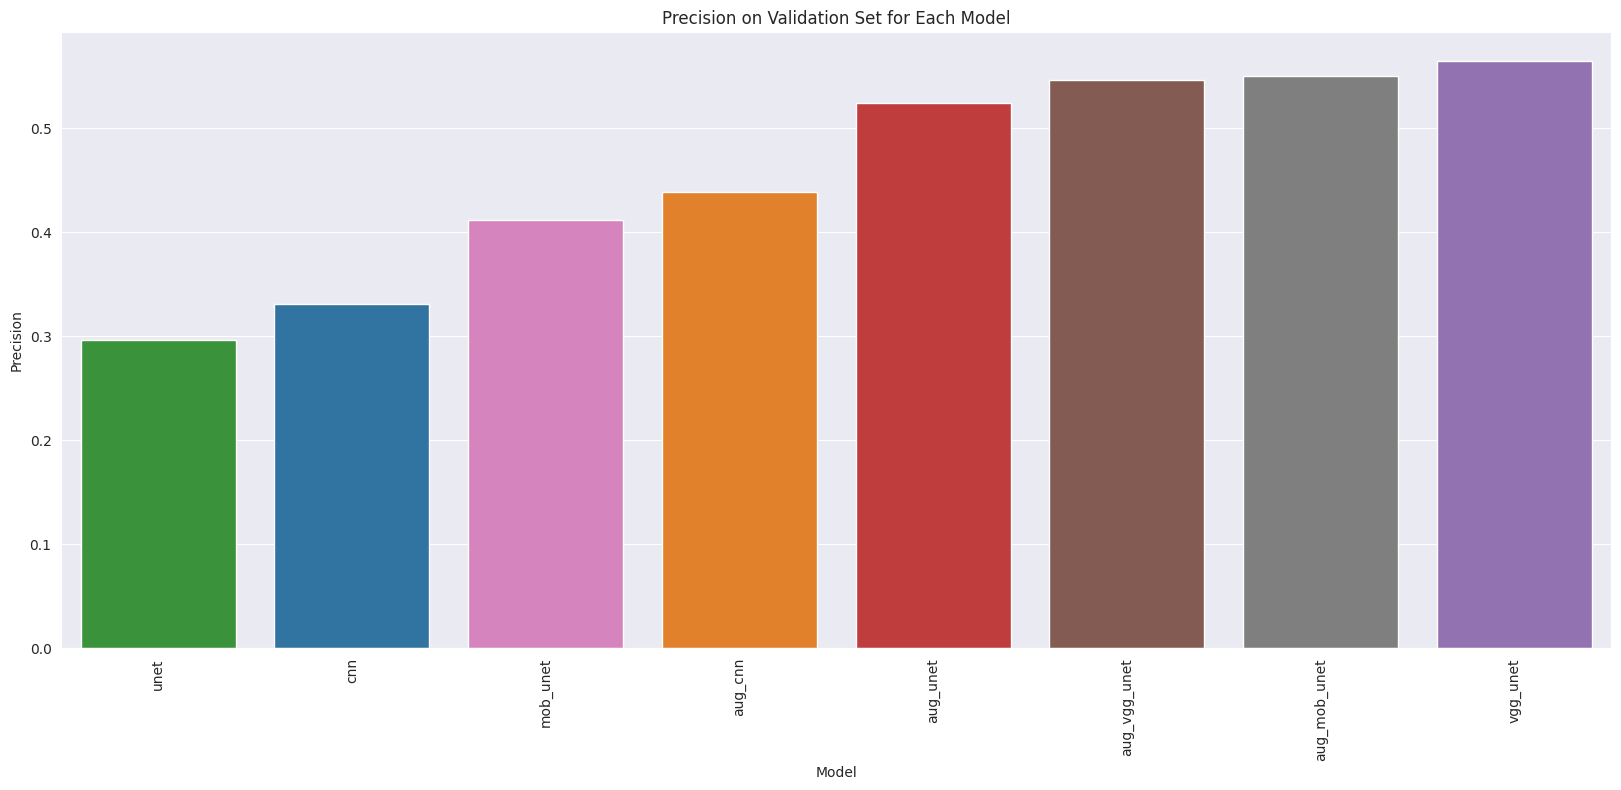 Precision on Validation Set for Each Model
Precision
0.5
0.4
0.3
0.2
0.1
0.0
unet
cnn
mob_unet
aug_cnn
aug_unet
aug_vgg_unet
aug_mob_unet
vgg_unet
Model